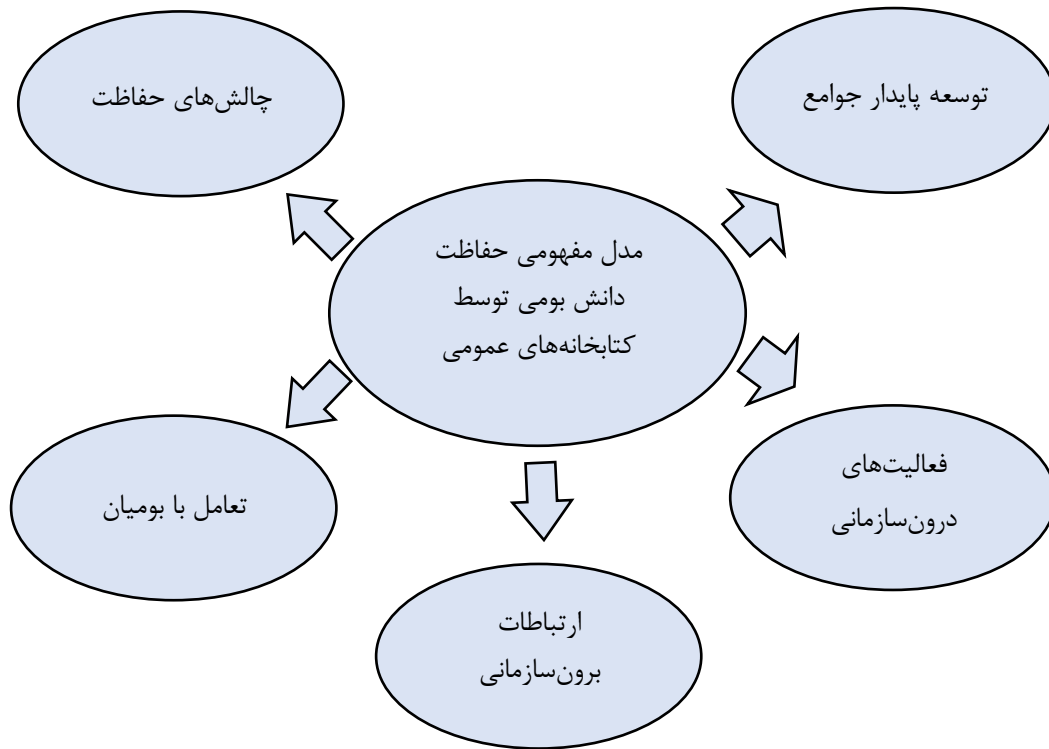 توسعه پایدار جوامع
چالش‌های حفاظت
مدل مفهومی حفاظت
دانش بومی توسط
کتابخانه‌های عمومی
فعالیت‌های
درون‌سازمانی
تعامل با بومیان
ارتباطات
برون‌سازمانی